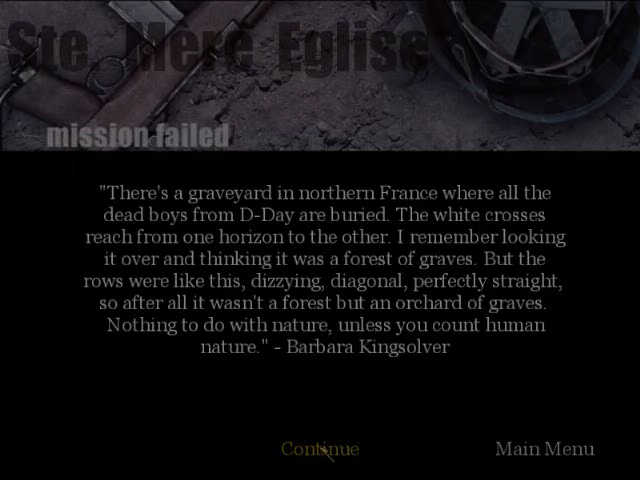 Ste Mere Eglise
mission failed
"There's a graveyard in northern France where all the
dead boys from D-Day are buried. The white crosses
reach from one horizon to the other. I remember looking
it over and thinking it was a forest of graves. But the
rows were like this, dizzying, diagonal, perfectly straight,
so after all it wasn't a forest but an orchard of graves.
Nothing to do with nature, unless you count human
nature." - Barbara Kingsolver
Continue Main Menu